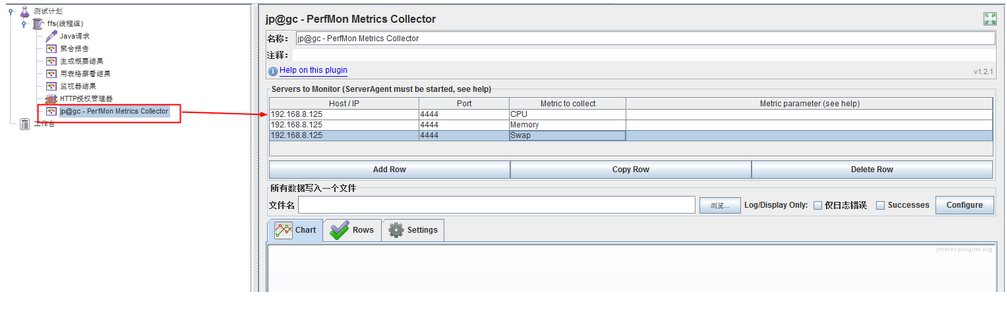 测试计划
ffs(线程组)
Java请求
聚合报告
生成概要结果
用表格察看结果
监视器结果
HTTP授权管理器
jp@gc - PerfMon Metrics Collector
工作台
jp@gc - PerfMon Metrics Collector
名称： jp@gc - PerfMon Metrics Collector
注释：
Help on this plugin v1.2.1
Servers to Monitor (ServerAgent must be started, see help)
Host / IP Port Metric to collect Metric parameter (see help)
192.168.8.125 4444 CPU
192.168.8.125 4444 Memory
192.168.8.125 4444 Swap
Add Row Copy Row Delete Row
所有数据写入一个文件
文件名 浏览... Log/Display Only: 仅日志错误 Successes Configure
Chart Rows Settings
jmeter-plugins.org